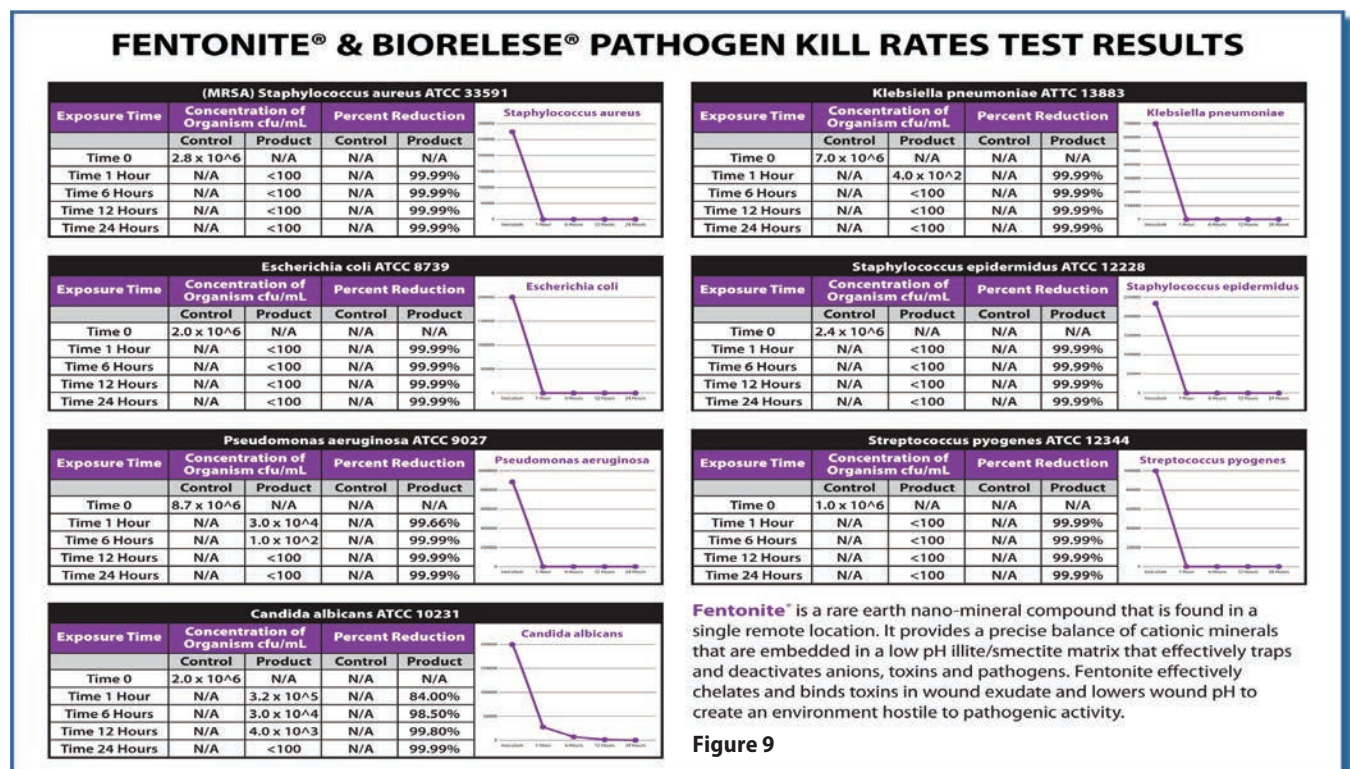 FENTONITE® & BIORELESE® PATHOGEN KILL RATES TEST RESULTS
(MRSA) Staphylococcus aureus ATCC 33591
Exposure Time Concentration of Organism cfu/mL Percent Reduction
Control Product Control Product
Time 0 2.8 x 10^6 N/A N/A N/A
Time 1 Hour N/A <100 N/A 99.99%
Time 6 Hours N/A <100 N/A 99.99%
Time 12 Hours N/A <100 N/A 99.99%
Time 24 Hours N/A <100 N/A 99.99%
Staphylococcus aureus
Klebsiella pneumoniae ATTC 13883
Exposure Time Concentration of Organism cfu/mL Percent Reduction
Control Product Control Product
Time 0 7.0 x 10^6 N/A N/A N/A
Time 1 Hour N/A 4.0 x 10^2 N/A 99.99%
Time 6 Hours N/A <100 N/A 99.99%
Time 12 Hours N/A <100 N/A 99.99%
Time 24 Hours N/A <100 N/A 99.99%
Klebsiella pneumoniae
Escherichia coli ATCC 8739
Exposure Time Concentration of Organism cfu/mL Percent Reduction
Control Product Control Product
Time 0 2.0 x 10^6 N/A N/A N/A
Time 1 Hour N/A <100 N/A 99.99%
Time 6 Hours N/A <100 N/A 99.99%
Time 12 Hours N/A <100 N/A 99.99%
Time 24 Hours N/A <100 N/A 99.99%
Escherichia coli
Staphylococcus epidermidus ATCC 12228
Exposure Time Concentration of Organism cfu/mL Percent Reduction
Control Product Control Product
Time 0 2.4 x 10^6 N/A N/A N/A
Time 1 Hour N/A <100 N/A 99.99%
Time 6 Hours N/A <100 N/A 99.99%
Time 12 Hours N/A <100 N/A 99.99%
Time 24 Hours N/A <100 N/A 99.99%
Staphylococcus epidermidus
Pseudomonas aeruginosa ATCC 9027
Exposure Time Concentration of Organism cfu/mL Percent Reduction
Control Product Control Product
Time 0 8.7 x 10^6 N/A N/A N/A
Time 1 Hour N/A 3.0 x 10^4 N/A 99.66%
Time 6 Hours N/A 1.0 x 10^2 N/A 99.99%
Time 12 Hours N/A <100 N/A 99.99%
Time 24 Hours N/A <100 N/A 99.99%
Pseudomonas aeruginosa
Streptococcus pyogenes ATCC 12344
Exposure Time Concentration of Organism cfu/mL Percent Reduction
Control Product Control Product
Time 0 1.0 x 10^6 N/A N/A N/A
Time 1 Hour N/A <100 N/A 99.99%
Time 6 Hours N/A <100 N/A 99.99%
Time 12 Hours N/A <100 N/A 99.99%
Time 24 Hours N/A <100 N/A 99.99%
Streptococcus pyogenes
Candida albicans ATCC 10231
Exposure Time Concentration of Organism cfu/mL Percent Reduction
Control Product Control Product
Time 0 2.0 x 10^6 N/A N/A N/A
Time 1 Hour N/A 3.2 x 10^5 N/A 84.00%
Time 6 Hours N/A 3.0 x 10^4 N/A 98.50%
Time 12 Hours N/A 4.0 x 10^3 N/A 99.80%
Time 24 Hours N/A <100 N/A 99.99%
Candida albicans
Fentonite® is a rare earth nano-mineral compound that is found in a
single remote location. It provides a precise balance of cationic minerals
that are embedded in a low pH illite/smectite matrix that effectively traps
and deactivates anions, toxins and pathogens. Fentonite effectively
chelates and binds toxins in wound exudate and lowers wound pH to
create an environment hostile to pathogenic activity.
Figure 9